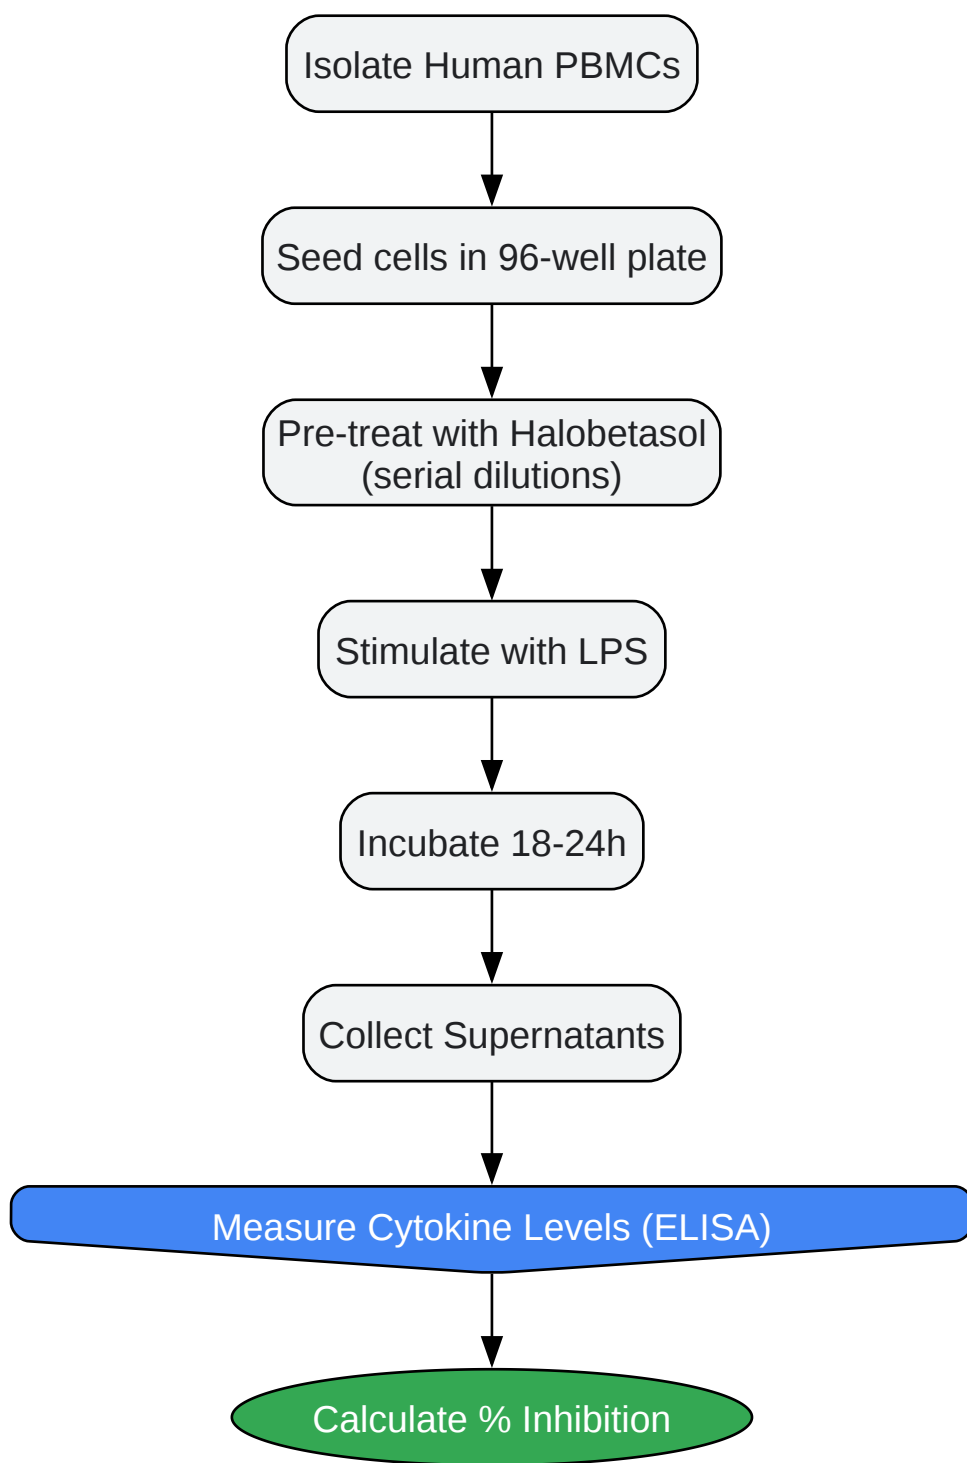 Isolate Human PBMCs
Seed cells in 96-well plate
Pre-treat with Halobetasol
(serial dilutions)
Stimulate with LPS
Incubate 18-24h
Collect Supernatants
Measure Cytokine Levels (ELISA)
Calculate % Inhibition